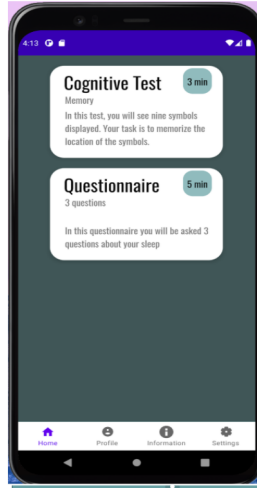 4:13
Cognitive Test
3 min
Memory
In this test, you will see nine symbols
displayed. Your task is to memorize the
location of the symbols.
Questionnaire
5 min
3 questions
In this questionnaire you will be asked 3
questions about your sleep
Home
Profile
Information
Settings